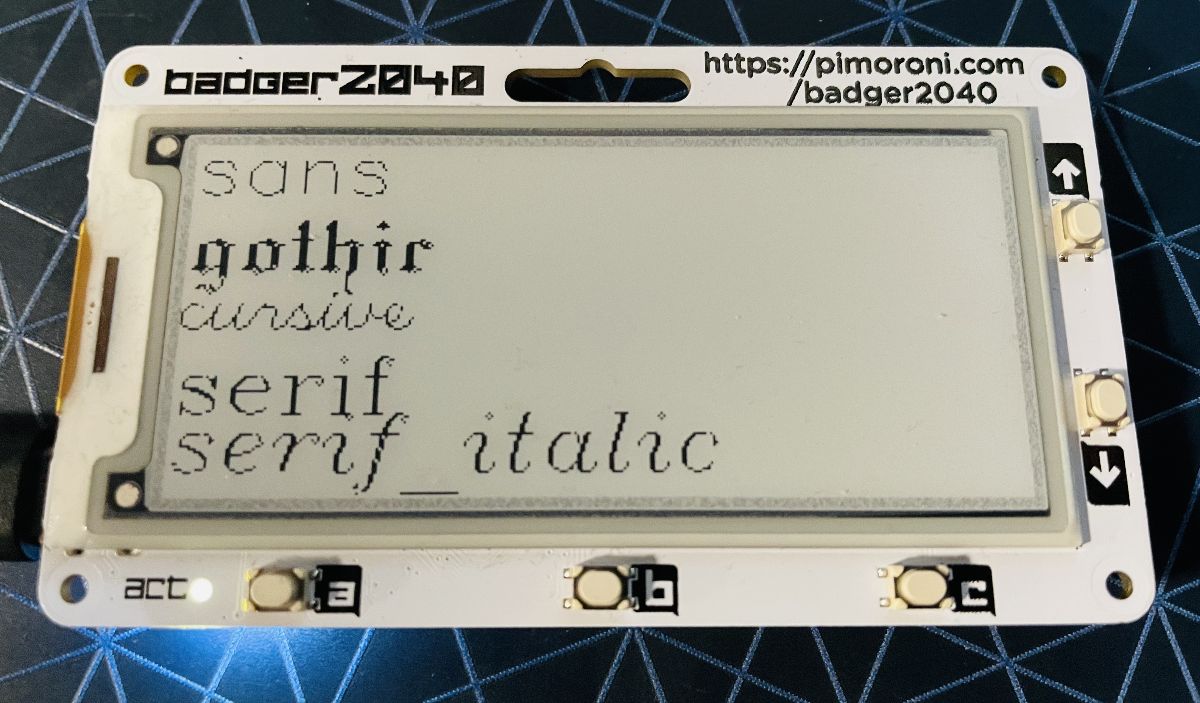 badger2040
https://pimoroni.com
/badger2040
sans
gothic
cursive
serif
serif_italic
act
a
b
c